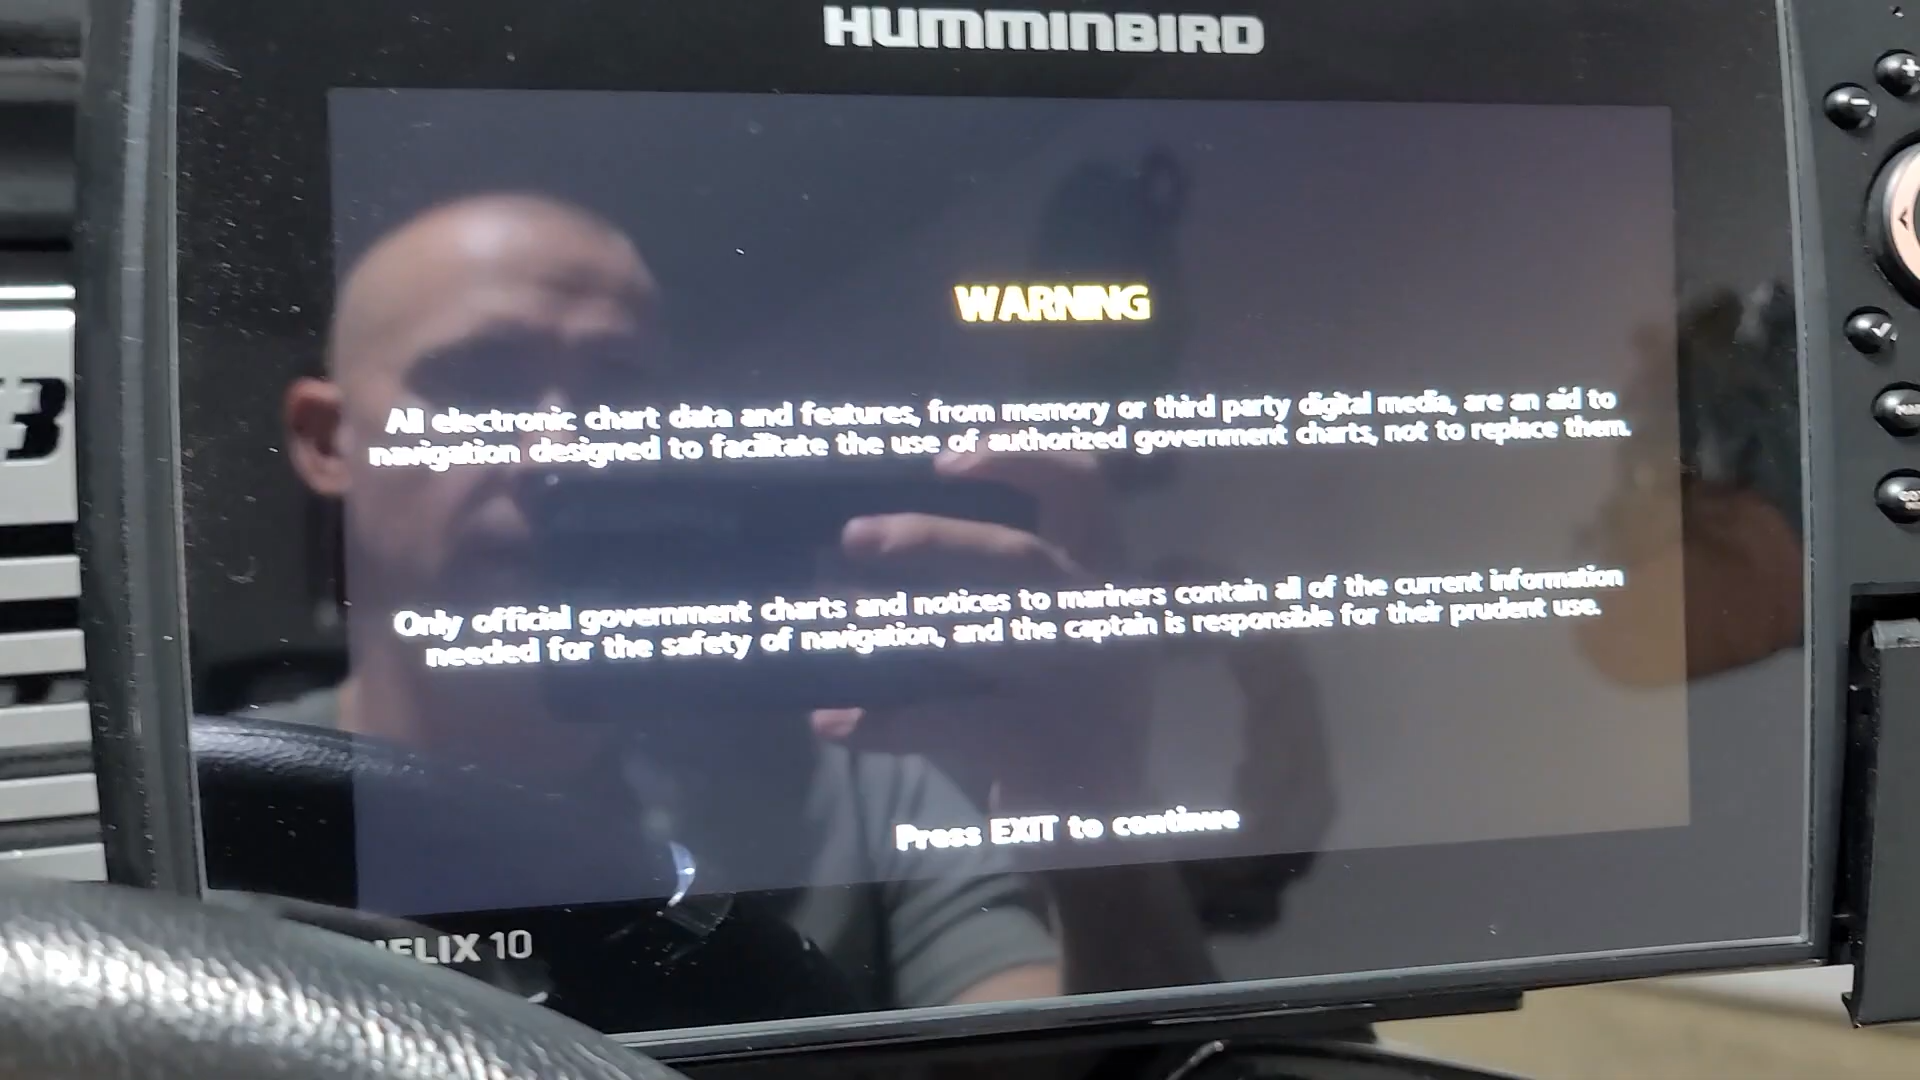 HUMMINBIRD
WARNING
All electronic chart data and features, from memory or third party digital media, are an aid to
navigation designed to facilitate the use of authorized government charts, not to replace them.
Only official government charts and notices to mariners contain all of the current information
needed for the safety of navigation, and the captain is responsible for their prudent use.
Press EXIT to continue
HELIX 10